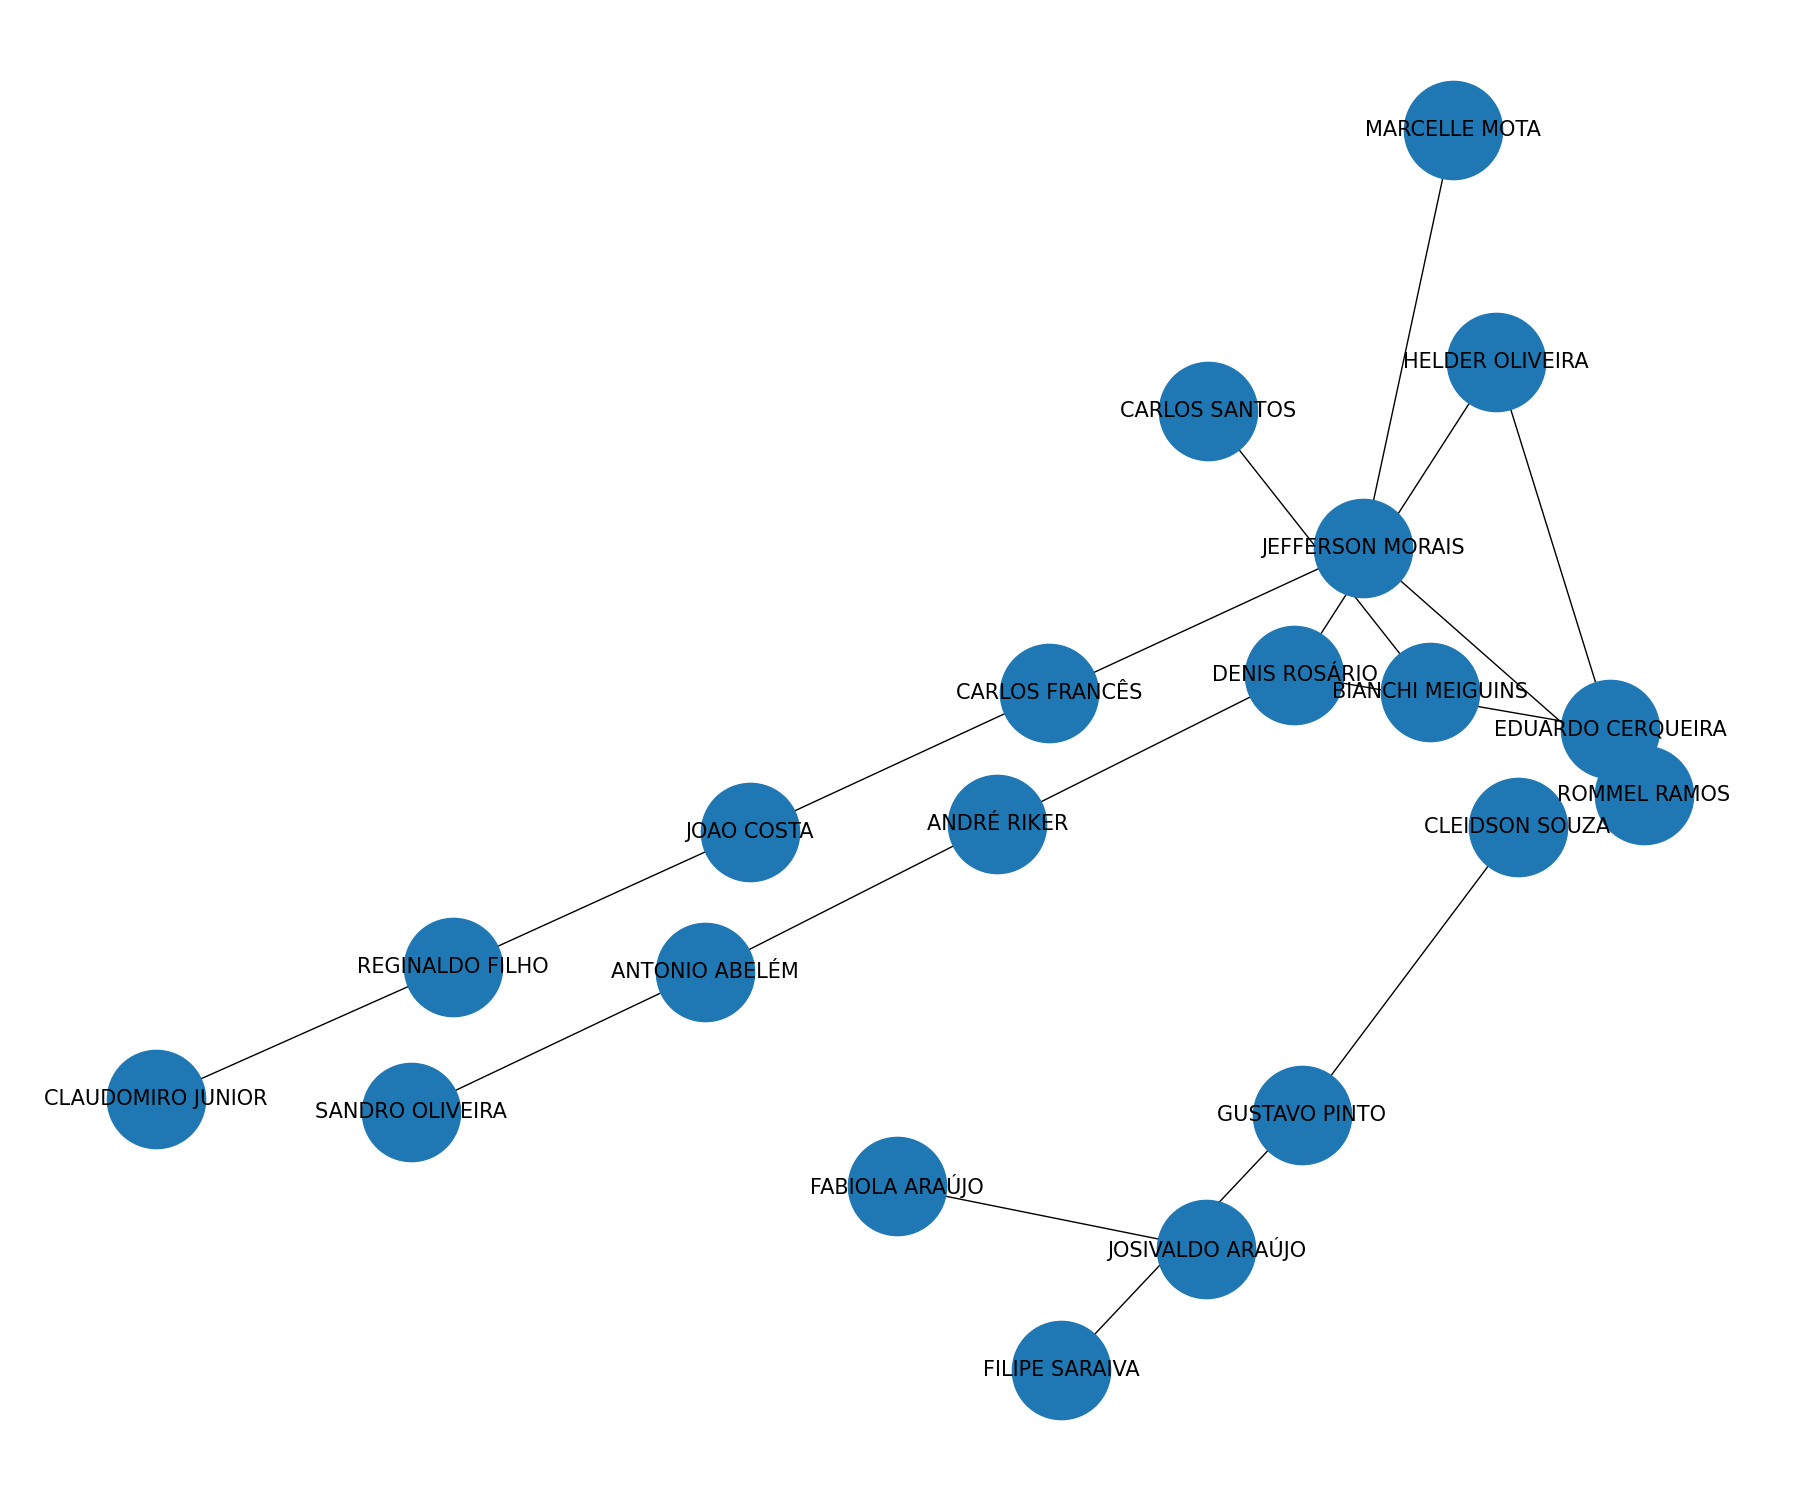 MARCELLE MOTA
HELDER OLIVEIRA
CARLOS SANTOS
JEFFERSON MORAIS
DENIS ROSÁRIO
CARLOS FRANCÊS
BIANCHI MEIGUINS
EDUARDO CERQUEIRA
ROMMEL RAMOS
ANDRÉ RIKER
CLEIDSON SOUZA
JOAO COSTA
REGINALDO FILHO
ANTONIO ABELÉM
CLAUDOMIRO JUNIOR
SANDRO OLIVEIRA
GUSTAVO PINTO
FABIOLA ARAÚJO
JOSIVALDO ARAÚJO
FILIPE SARAIVA